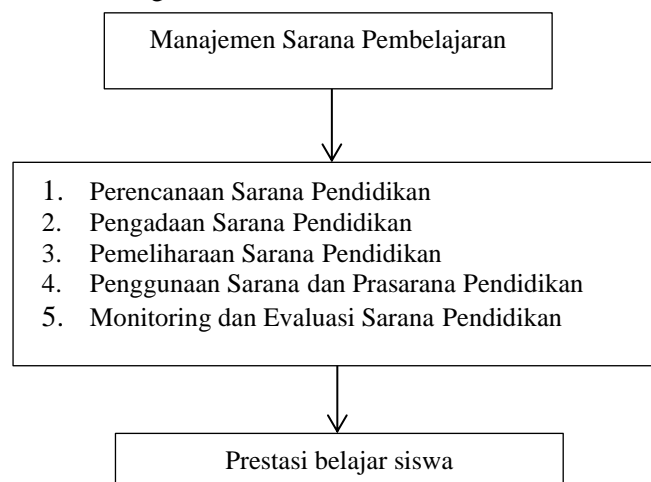 Manajemen Sarana Pembelajaran
1. Perencanaan Sarana Pendidikan
2. Pengadaan Sarana Pendidikan
3. Pemeliharaan Sarana Pendidikan
4. Penggunaan Sarana dan Prasarana Pendidikan
5. Monitoring dan Evaluasi Sarana Pendidikan
Prestasi belajar siswa